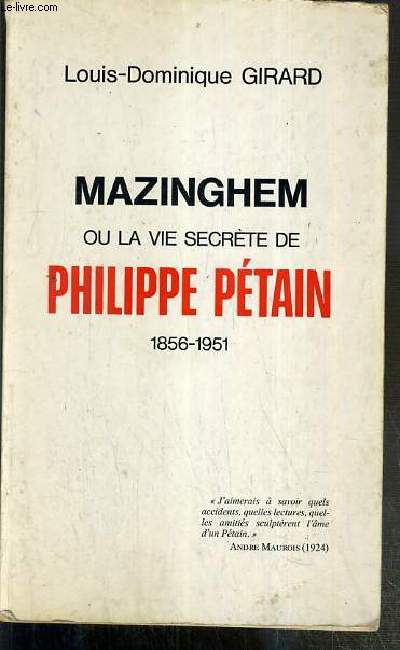 Le-livre.com
Louis-Dominique GIRARD
MAZINGHEM
OU LA VIE SECRÈTE DE
PHILIPPE PÉTAIN
1856-1951
« J'aimerais à savoir quels
accidents, quelles lectures, quel-
les amitiés sculptèrent l'âme
d'un Pétain. »
ANDRÉ MAUROIS (1924)